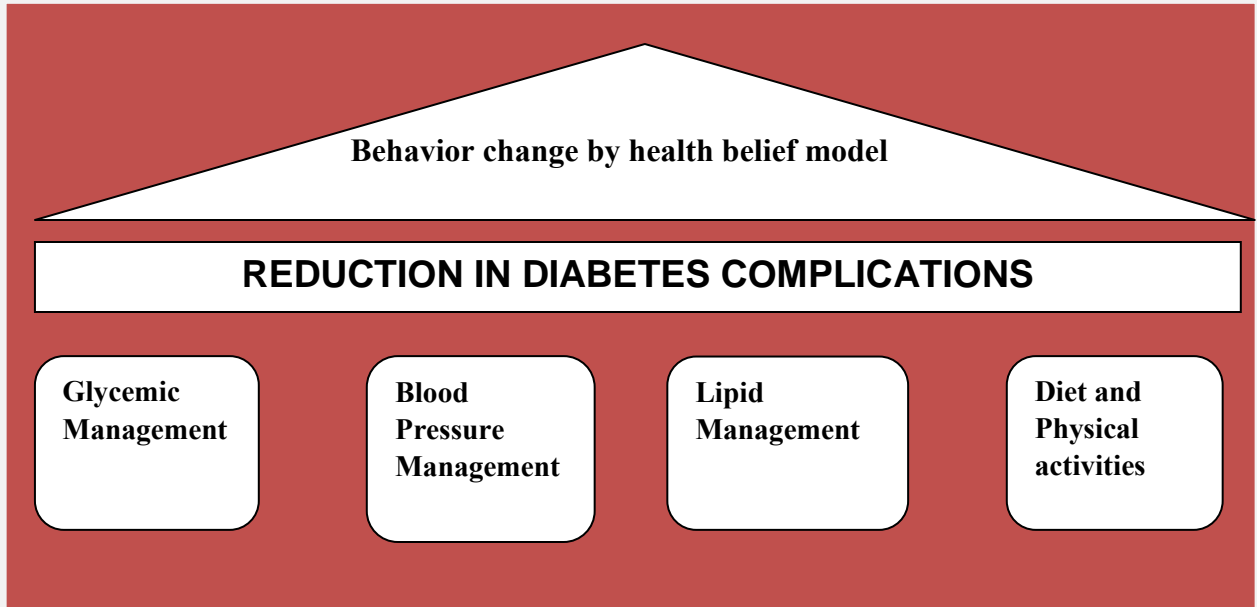 Behavior change by health belief model
REDUCTION IN DIABETES COMPLICATIONS
Glycemic
Management
Blood
Pressure
Management
Lipid
Management
Diet and
Physical
activities